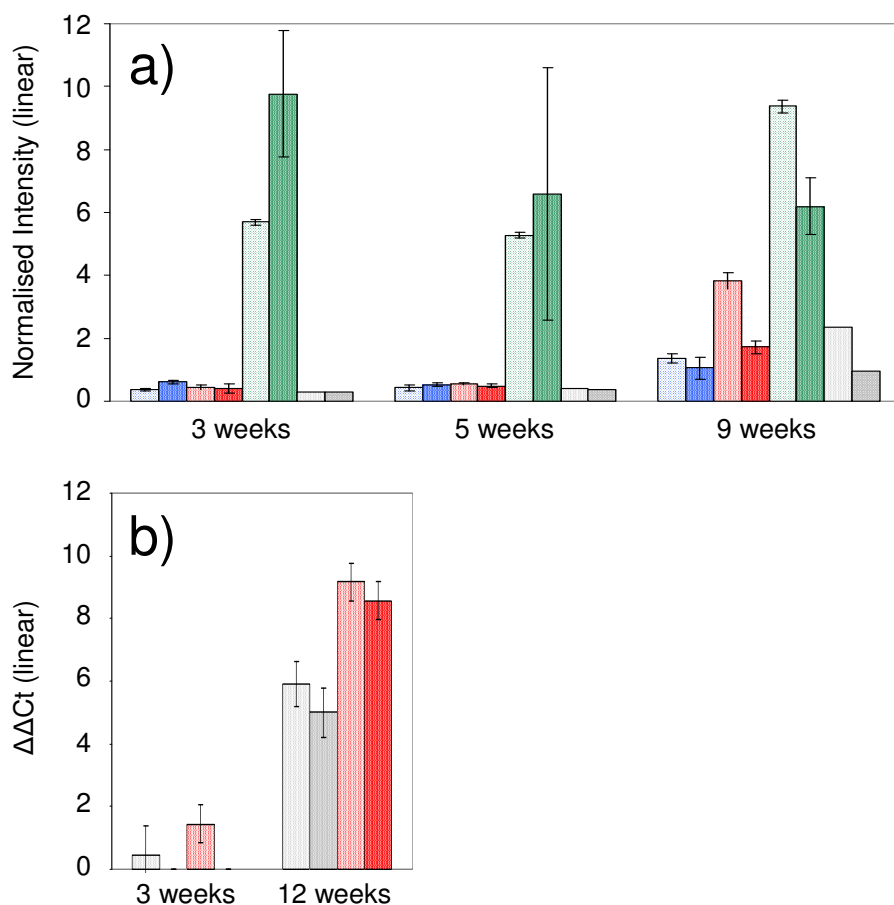 a)
Normalised Intensity (linear)
12
10
8
6
4
2
0
3 weeks
5 weeks
9 weeks
b)
ΔΔCt (linear)
12
10
8
6
4
2
0
3 weeks
12 weeks